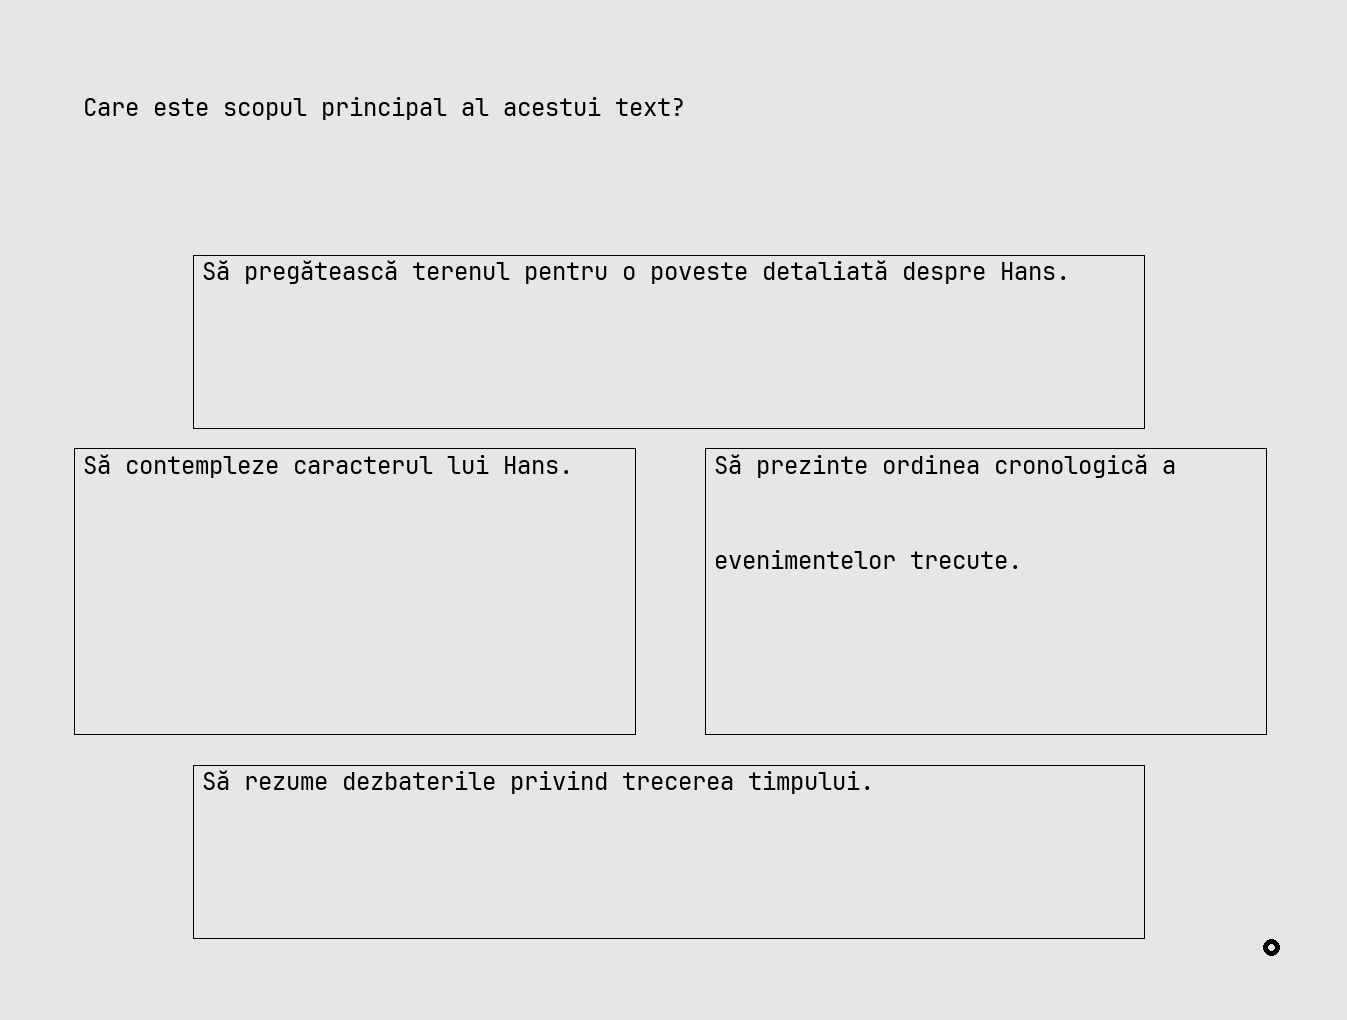 Care este scopul principal al acestui text?
Să pregătească terenul pentru o poveste detaliată despre Hans.
Să contempleze caracterul lui Hans.
Să prezinte ordinea cronologică a
evenimentelor trecute.
Să rezume dezbaterile privind trecerea timpului.